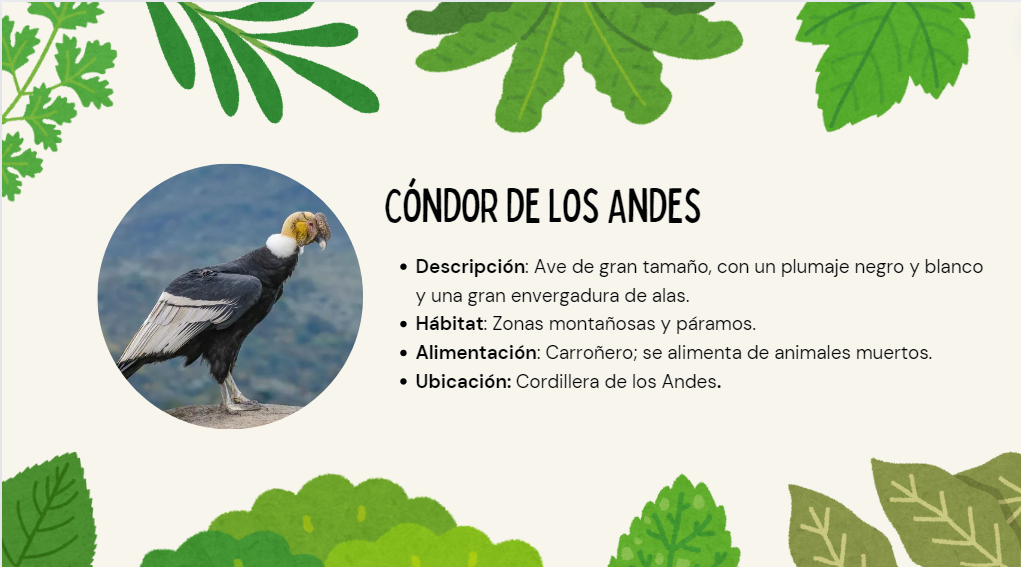 CÓNDOR DE LOS ANDES
• Descripción: Ave de gran tamaño, con un plumaje negro y blanco
y una gran envergadura de alas.
• Hábitat: Zonas montañosas y páramos.
• Alimentación: Carroñero; se alimenta de animales muertos.
• Ubicación: Cordillera de los Andes.